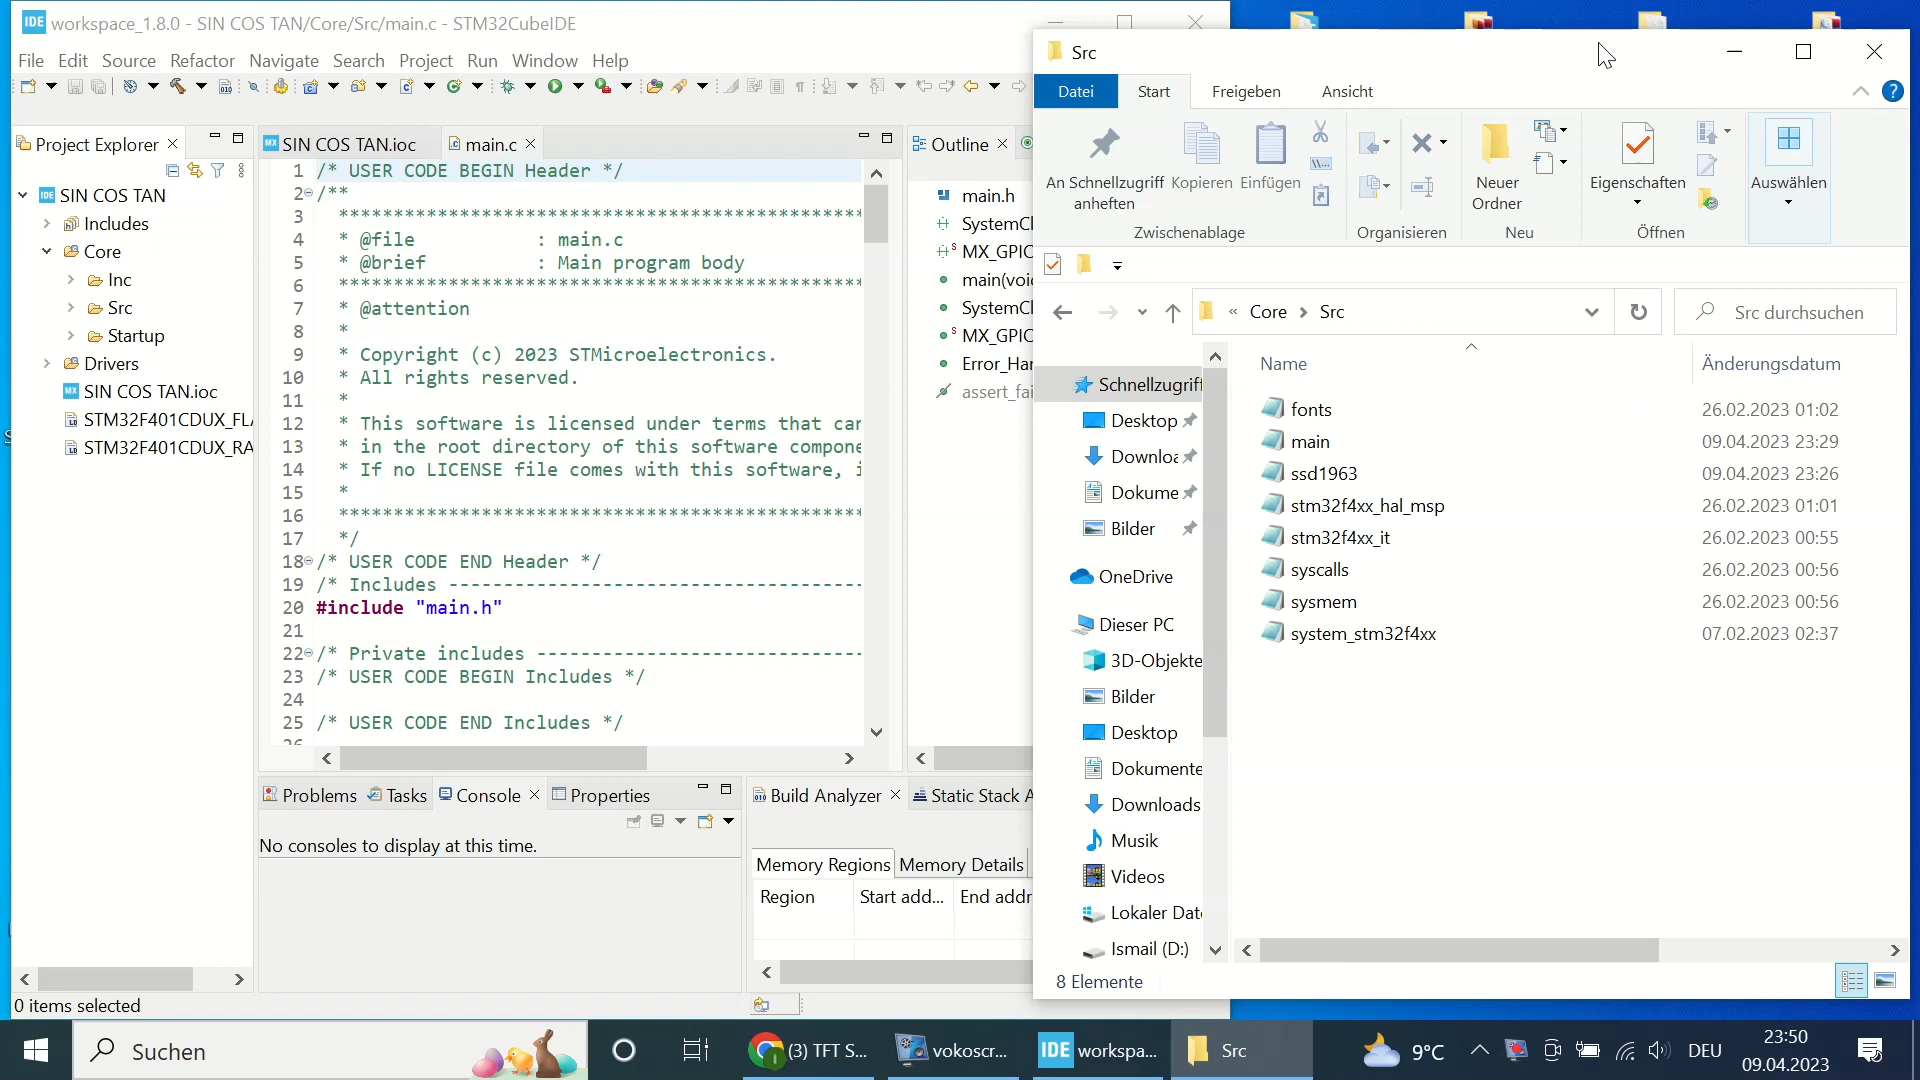 workspace_1.8.0 - SIN COS TAN/Core/Src/main.c - STM32CubeIDE
File Edit Source Refactor Navigate Search Project Run Window Help
Project Explorer
SIN COS TAN
Includes
Core
Inc
Src
Startup
Drivers
SIN COS TAN.ioc
STM32F401CDUX_FL
STM32F401CDUX_RA
0 items selected
SIN COS TAN.ioc
main.c
1 /* USER CODE BEGIN Header */
2 /**
3 ************************************************
4 * @file : main.c
5 * @brief : Main program body
6 ************************************************
7 * @attention
8 *
9 * Copyright (c) 2023 STMicroelectronics.
10 * All rights reserved.
11 *
12 * This software is licensed under terms that can
13 * in the root directory of this software compone
14 * If no LICENSE file comes with this software, i
15 *
16 ************************************************
17 */
18 /* USER CODE END Header */
19 /* Includes --------------------------------------
20 #include "main.h"
21
22 /* Private includes ------------------------------
23 /* USER CODE BEGIN Includes */
24
25 /* USER CODE END Includes */
26
Outline
main.h
SystemCl
MX_GPIO
main(void
SystemCl
MX_GPIO
Error_Han
assert_fai
Problems Tasks Console Properties
No consoles to display at this time.
Build Analyzer Static Stack A
Memory Regions Memory Details
Region Start add... End addr
Src
Datei Start Freigeben Ansicht
An Schnellzugriff
anheften
Kopieren
Einfügen
Zwischenablage
Organisieren
Neuer
Ordner
Neu
Eigenschaften
Öffnen
Auswählen
« Core > Src
Src durchsuchen
Schnellzugriff
Desktop
Downloa
Dokume
Bilder
OneDrive
Dieser PC
3D-Objekte
Bilder
Desktop
Dokumente
Downloads
Musik
Videos
Lokaler Date
Ismail (D:)
Name Änderungsdatum
fonts 26.02.2023 01:02
main 09.04.2023 23:29
ssd1963 09.04.2023 23:26
stm32f4xx_hal_msp 26.02.2023 01:01
stm32f4xx_it 26.02.2023 00:55
syscalls 26.02.2023 00:56
sysmem 26.02.2023 00:56
system_stm32f4xx 07.02.2023 02:37
8 Elemente
Suchen
(3) TFT S...
vokoscr...
IDE
workspa...
Src
9°C
DEU
23:50
09.04.2023